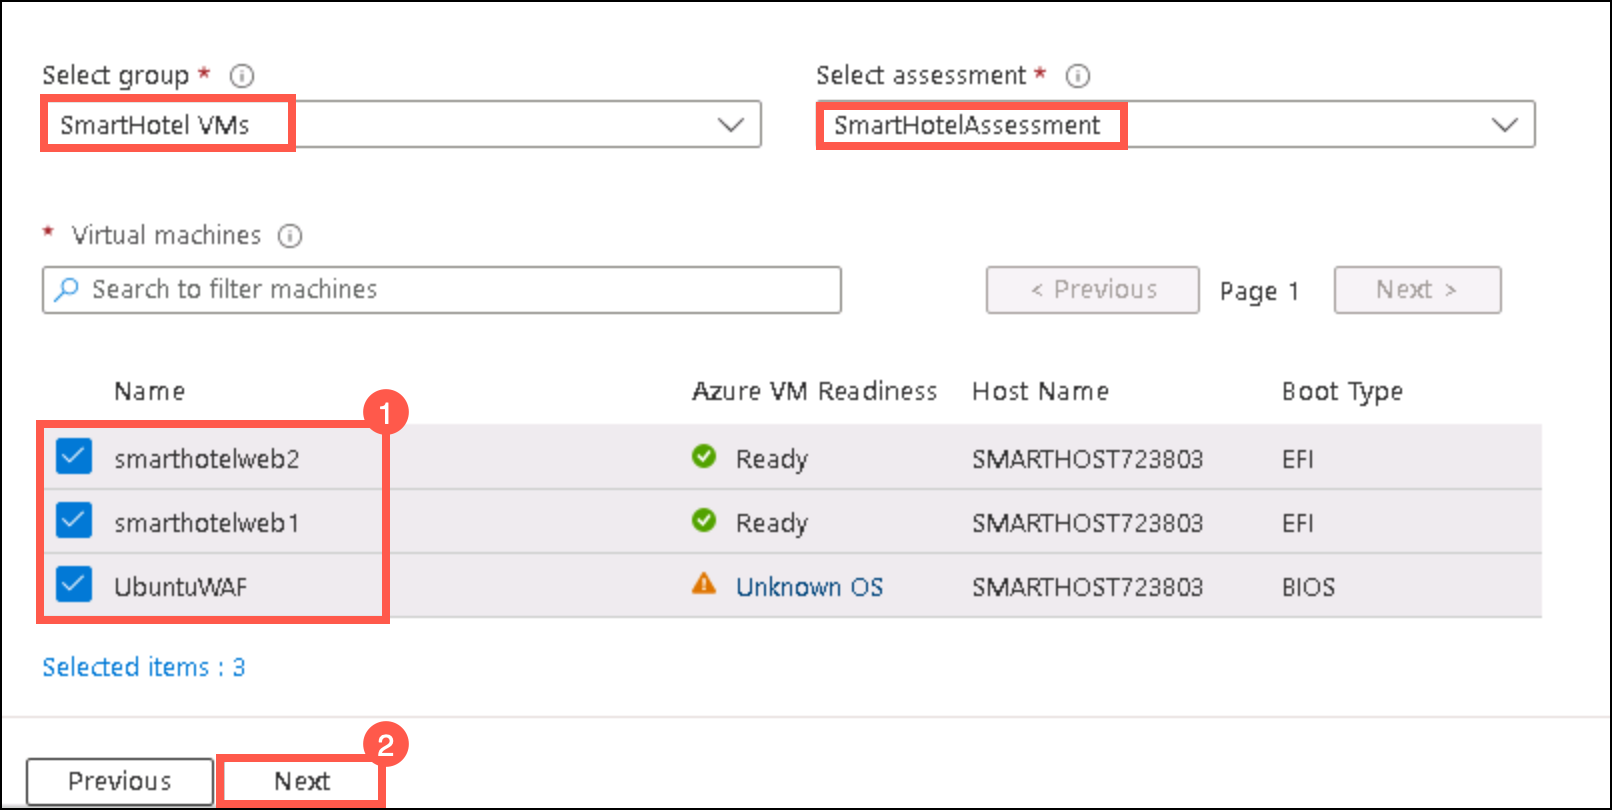 Select group * Select assessment *
SmartHotel VMs SmartHotelAssessment
* Virtual machines
Search to filter machines < Previous Page 1 Next >
Name Azure VM Readiness Host Name Boot Type
1
smarthotelweb2 Ready SMARTHOST723803 EFI
smarthotelweb1 Ready SMARTHOST723803 EFI
UbuntuWAF Unknown OS SMARTHOST723803 BIOS
Selected items : 3
2
Previous Next